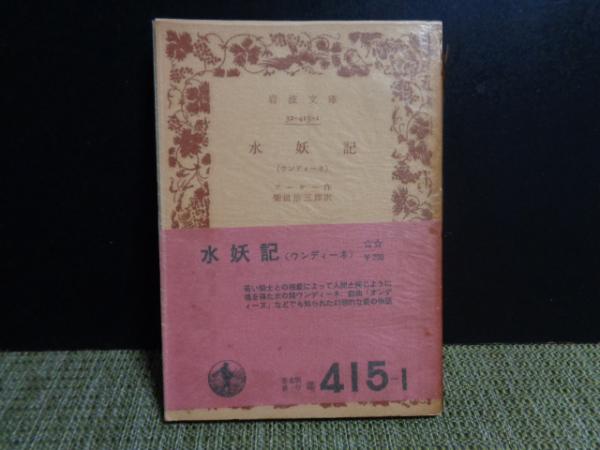 岩波文庫
32-415-1
水妖記
(ウンディーネ)
フーケー作
柴田治三郎訳
水妖記(ウンディーネ)
☆☆
￥200
若い騎士との
によって人間と同じように
魂を得た水の精ウンディーネ.
「オンデ
ィーヌ」などでも知られた幻想的な愛の物語
415-1